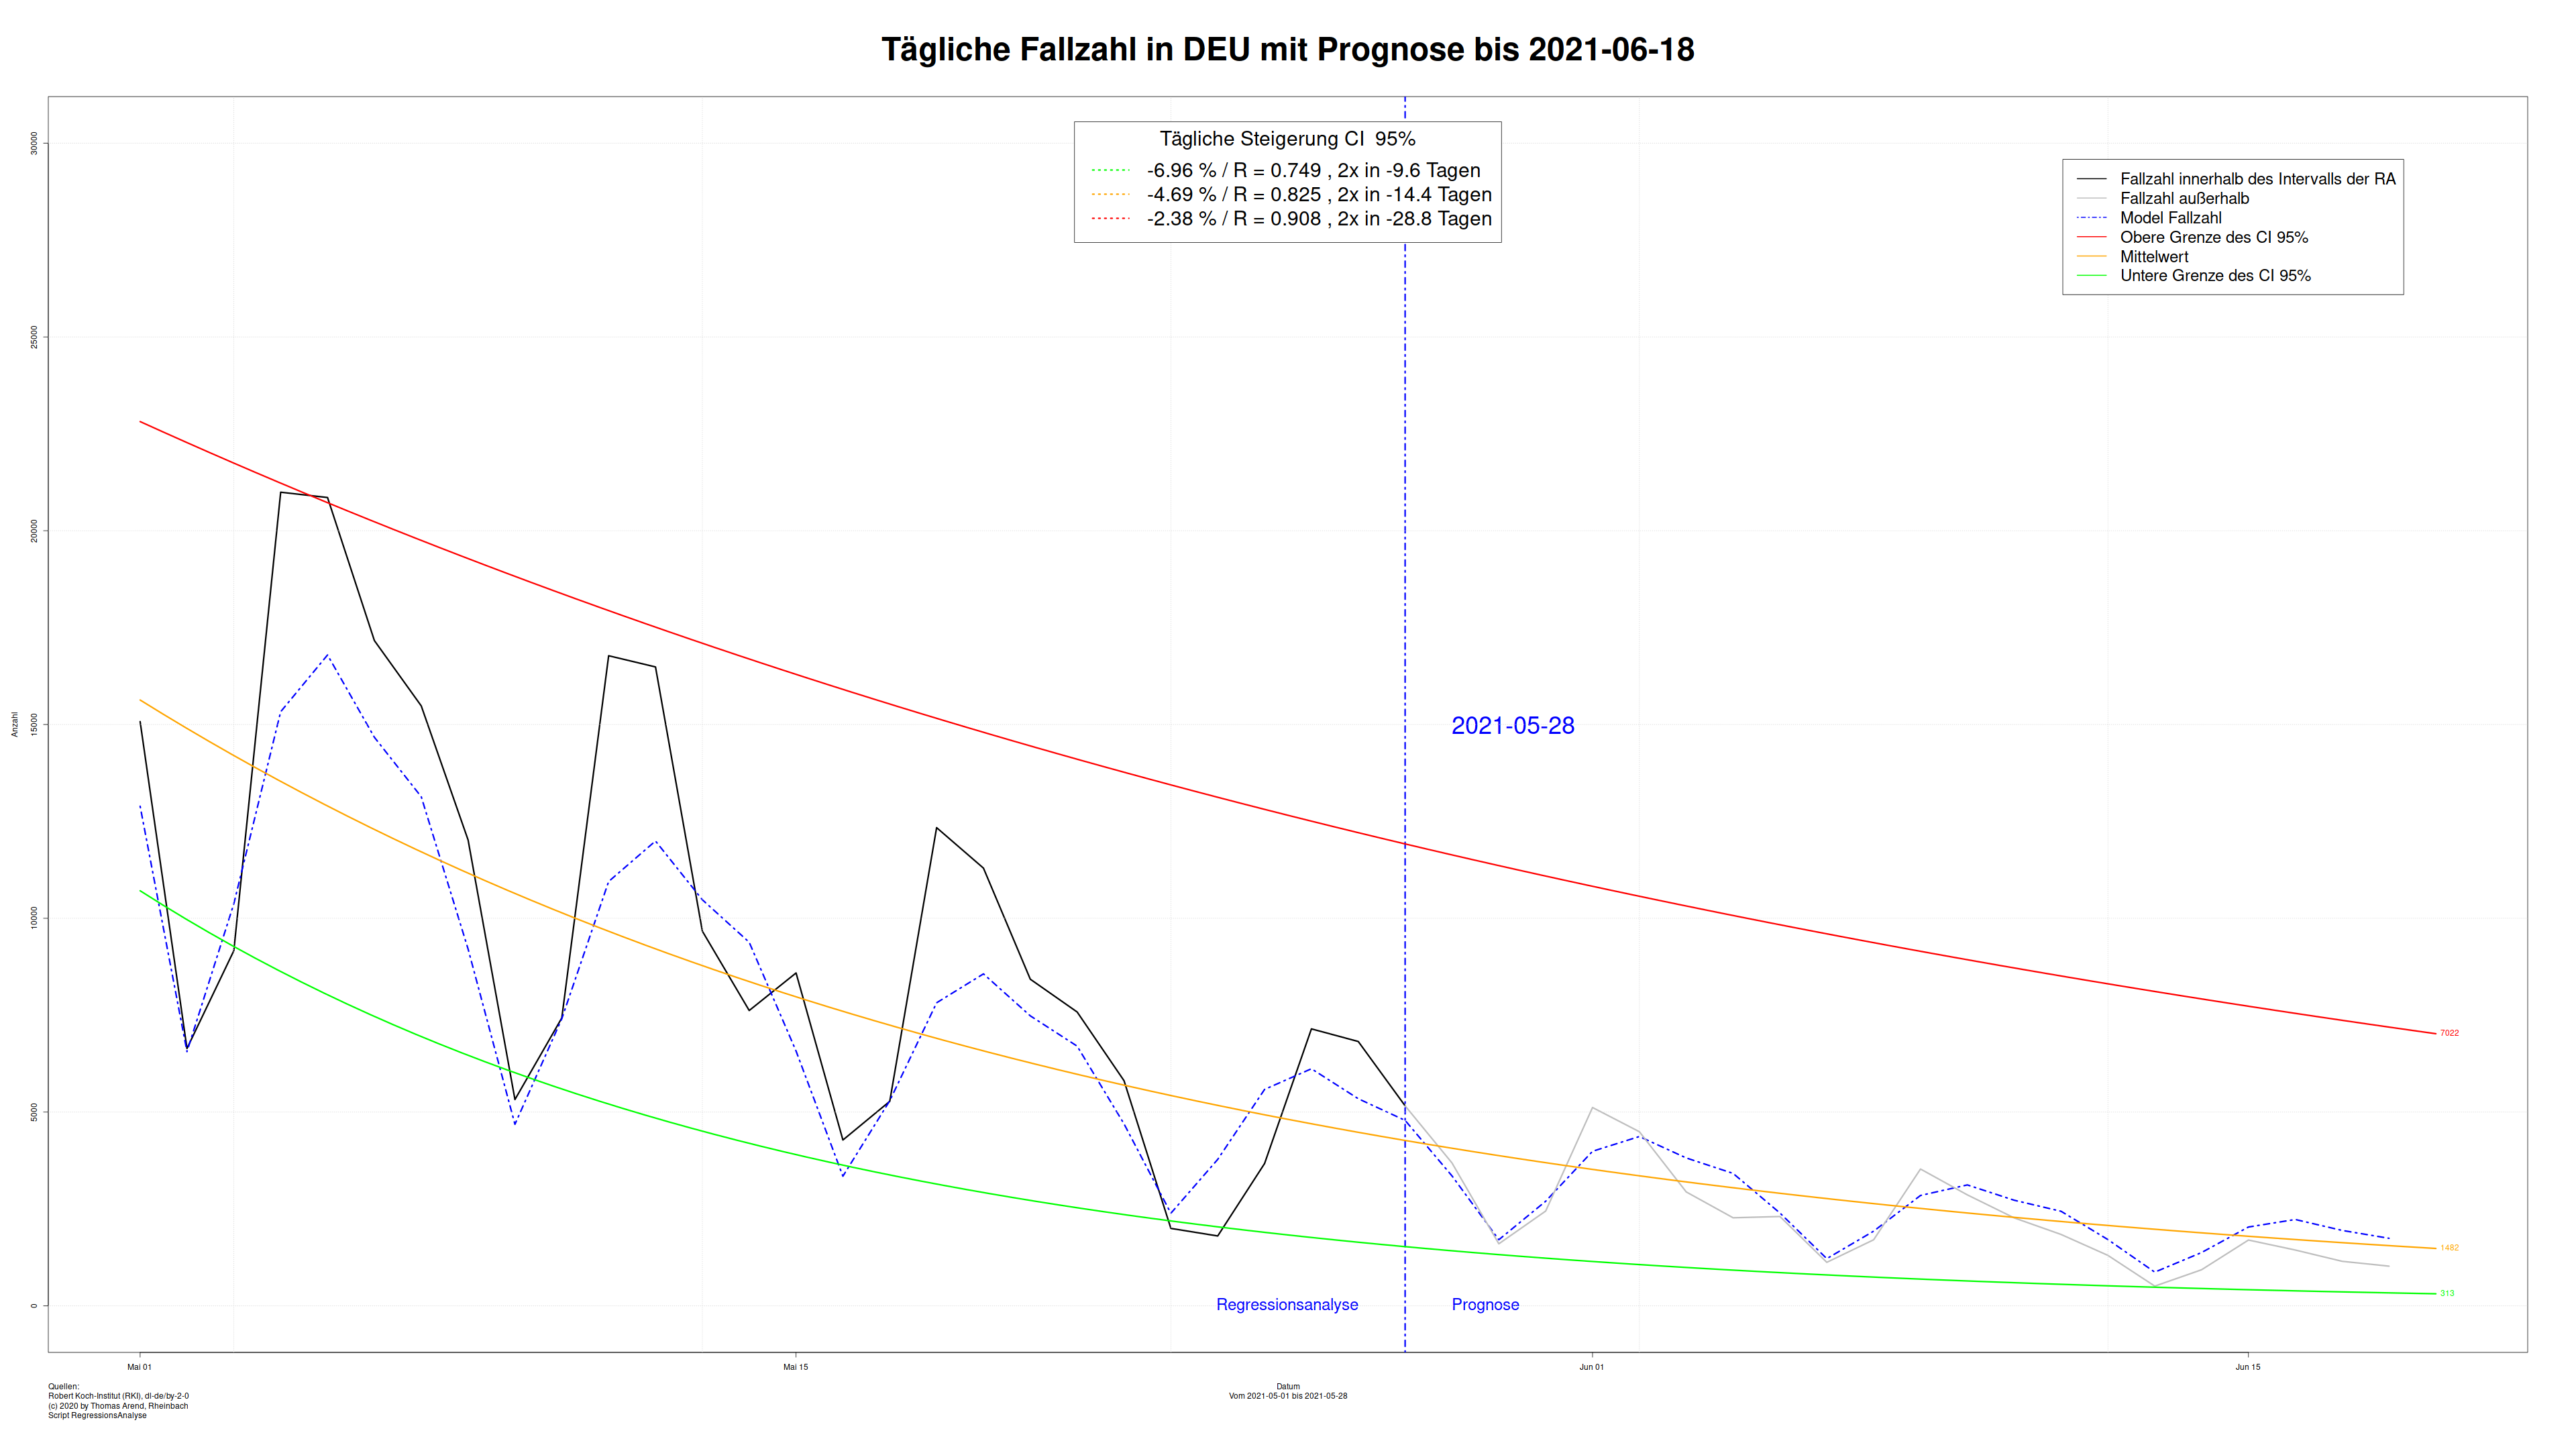 Tägliche Fallzahl in DEU mit Prognose bis 2021-06-18
Tägliche Steigerung CI  95%
-6.96 % / R = 0.749 , 2x in -9.6 Tagen
-4.69 % / R = 0.825 , 2x in -14.4 Tagen
-2.38 % / R = 0.908 , 2x in -28.8 Tagen
Fallzahl innerhalb des Intervalls der RA
Fallzahl außerhalb
Model Fallzahl
Obere Grenze des CI 95%
Mittelwert
Untere Grenze des CI 95%
30000
25000
20000
15000
10000
5000
0
Anzahl
2021-05-28
7022
1482
313
Regressionsanalyse
Prognose
Mai 01
Mai 15
Jun 01
Jun 15
Datum
Vom 2021-05-01 bis 2021-05-28
Quellen:
Robert Koch-Institut (RKI), dl-de/by-2-0
(c) 2020 by Thomas Arend, Rheinbach
Script RegressionsAnalyse